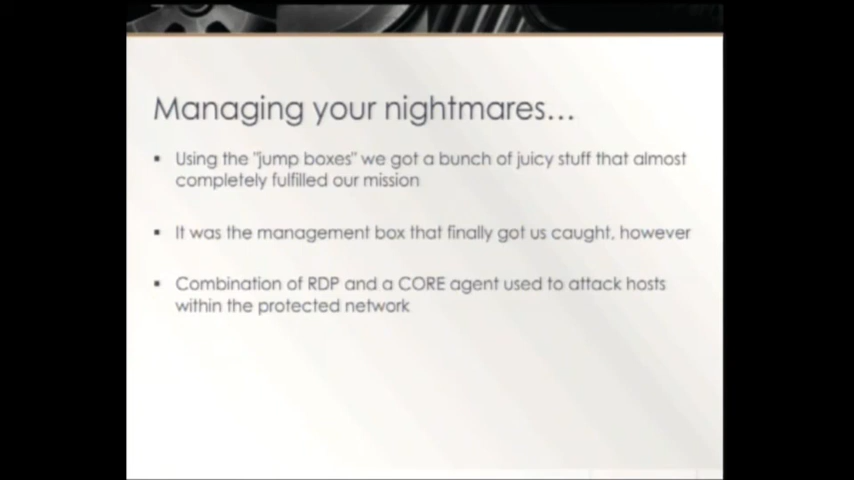 Managing your nightmares...
▪ Using the "jump boxes" we got a bunch of juicy stuff that almost
completely fulfilled our mission
▪ It was the management box that finally got us caught, however
▪ Combination of RDP and a CORE agent used to attack hosts
within the protected network